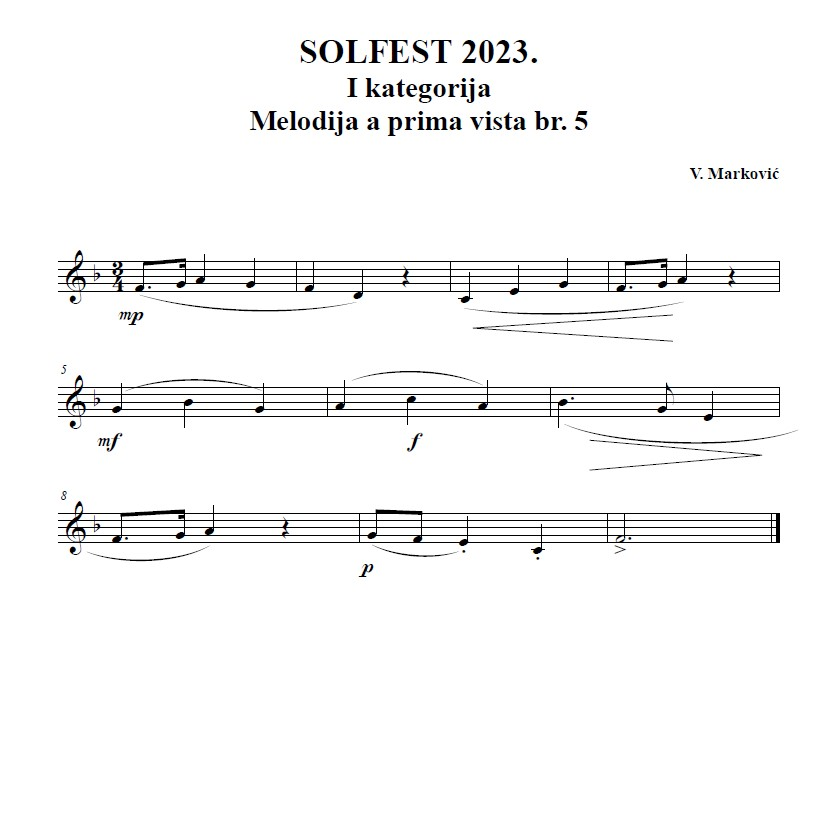 SOLFEST 2023.
I kategorija
Melodija a prima vista br. 5
V. Marković
3
4
mp
5
mf f
8
p